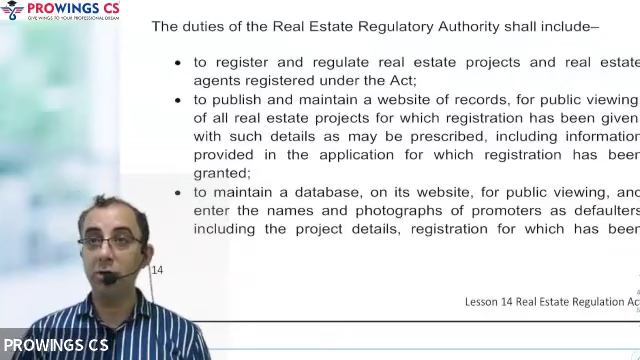 PROWINGS CS
GIVE WINGS TO YOUR PROFESSIONAL DREAM
The duties of the Real Estate Regulatory Authority shall include–
• to register and regulate real estate projects and real estate
agents registered under the Act;
• to publish and maintain a website of records, for public viewing,
of all real estate projects for which registration has been given,
with such details as may be prescribed, including information
provided in the application for which registration has been
granted;
• to maintain a database, on its website, for public viewing, and
enter the names and photographs of promoters as defaulters
including the project details, registration for which has been
14
Lesson 14 Real Estate Regulation Act
PROWINGS CS